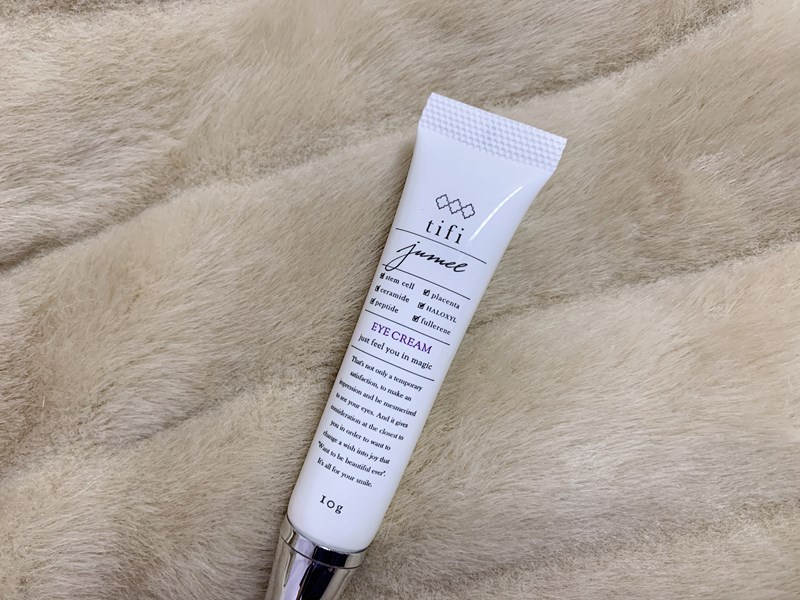 tifi
jumel
stem cell placenta
ceramide HALOXYL
peptide fullerene
EYE CREAM
just feel you in magic
That's not only a temporary
satisfaction, to make an
impression and be mesmerized
to see your eyes. And it gives
consideration at the closest to
you in order to want to
change a wish into joy that
"Want to be beautiful ever".
It's all for your smile.
10g